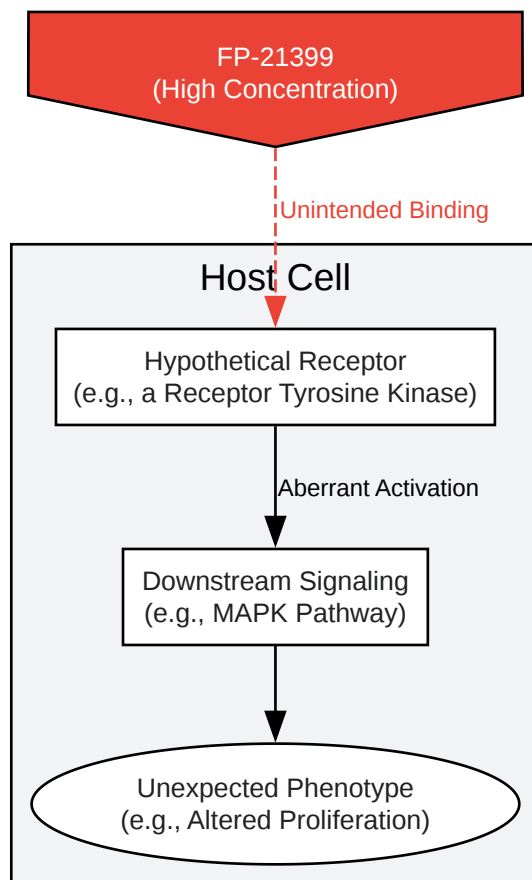 FP-21399
(High Concentration)
Unintended Binding
Host Cell
Hypothetical Receptor
(e.g., a Receptor Tyrosine Kinase)
Aberrant Activation
Downstream Signaling
(e.g., MAPK Pathway)
Unexpected Phenotype
(e.g., Altered Proliferation)